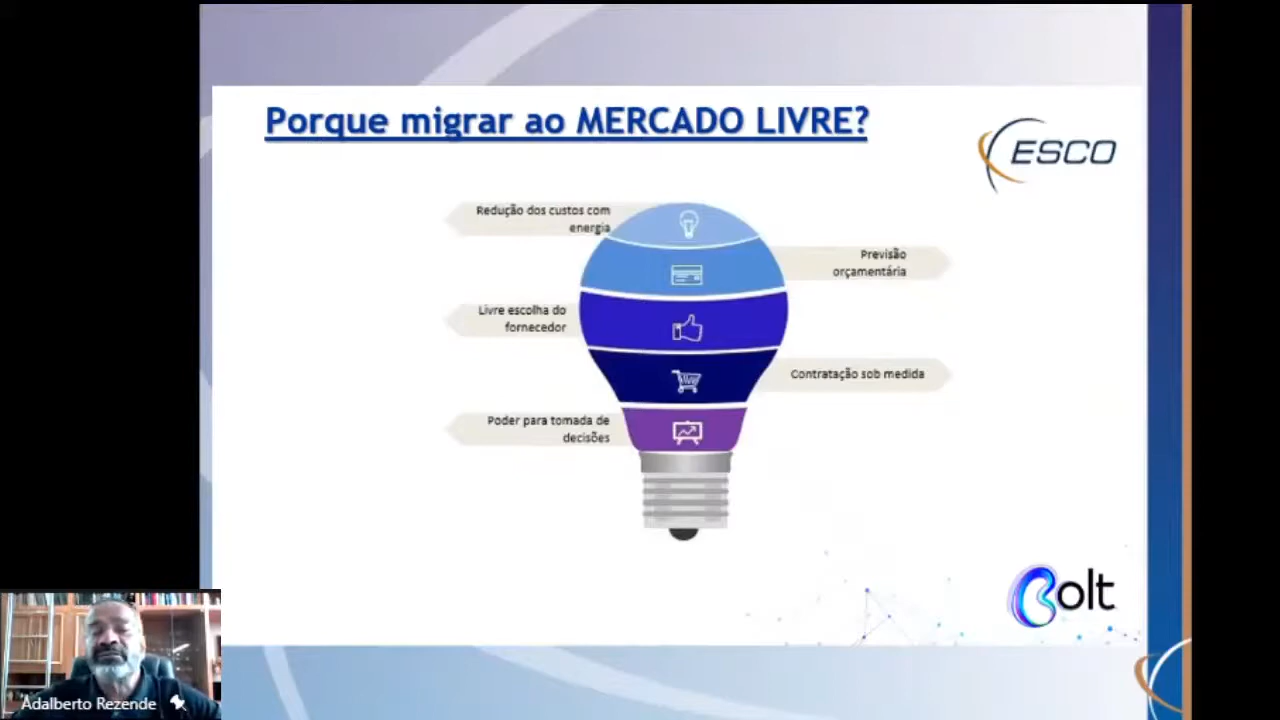 Porque migrar ao MERCADO LIVRE?
ESCO
Redução dos custos com
energia
Previsão
orçamentária
Livre escolha do
fornecedor
Contratação sob medida
Poder para tomada de
decisões
Bolt
Adalberto Rezende